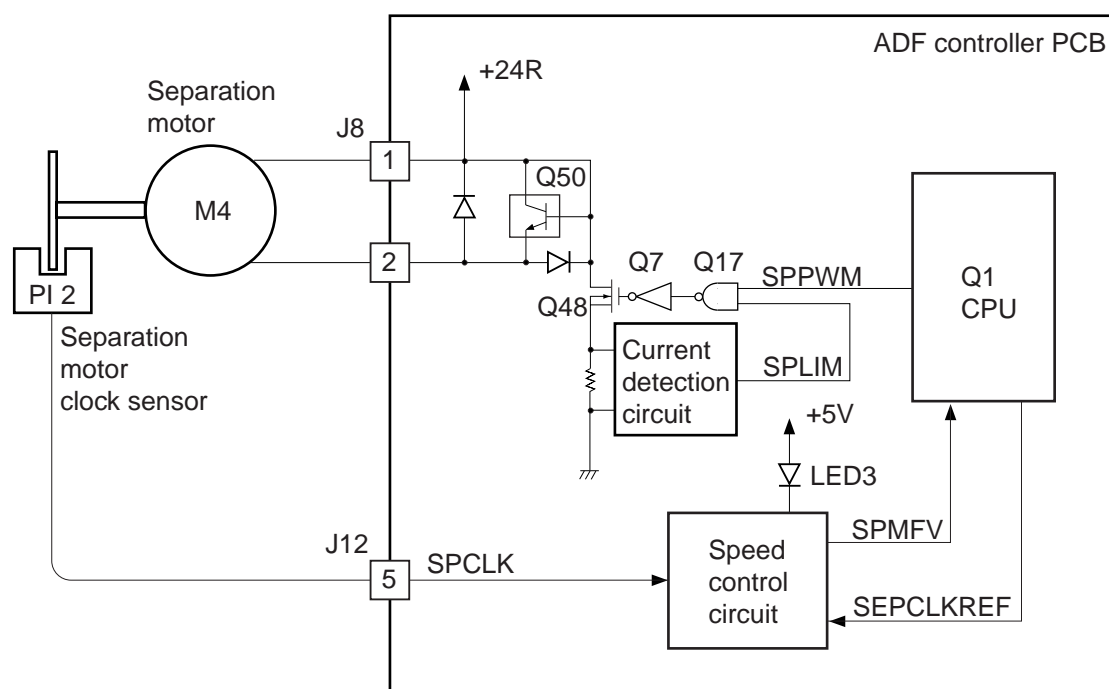 ADF controller PCB
+24R
Separation
motor
J8
1
Q50
M4
2
Q7
Q17
SPPWM
Q1
CPU
PI 2
Q48
Separation
motor
clock sensor
Current
detection
circuit
SPLIM
+5V
LED3
J12
5
SPCLK
Speed
control
circuit
SPMFV
SEPCLKREF